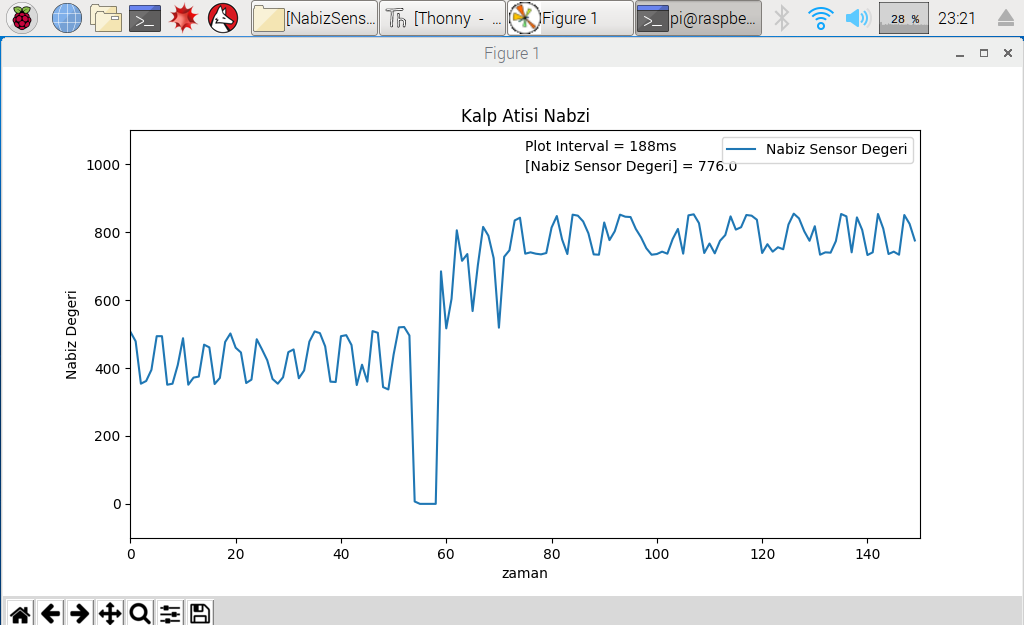 [NabizSens... [Thonny - ... Figure 1 pi@raspbe... 28 % 23:21
Figure 1
Kalp Atisi Nabzi
Plot Interval = 188ms
[Nabiz Sensor Degeri] = 776.0
Nabiz Sensor Degeri
Nabiz Degeri
1000
800
600
400
200
0
0 20 40 60 80 100 120 140
zaman